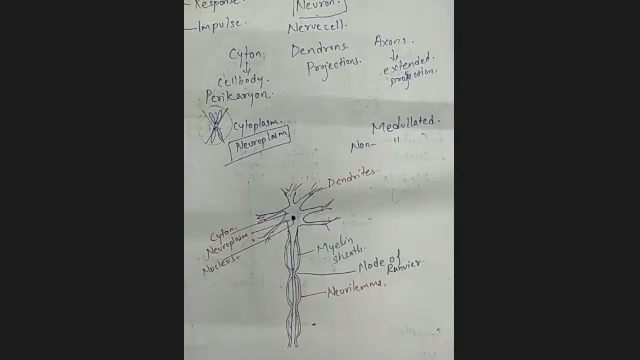 - Response.
Neuron
- Impulse.
Nervecell.
Cyton.
Dendrons.
Axons.
cellbody.
Projections.
extended
projection.
Perikaryon.
Cytoplasm.
Neuroplasm
Medullated.
Non- "
Dendrites
Cyton.
Neuroplasm
Nucleus.
Myelin
sheath.
Node of
Ranvier.
Neurilemma.